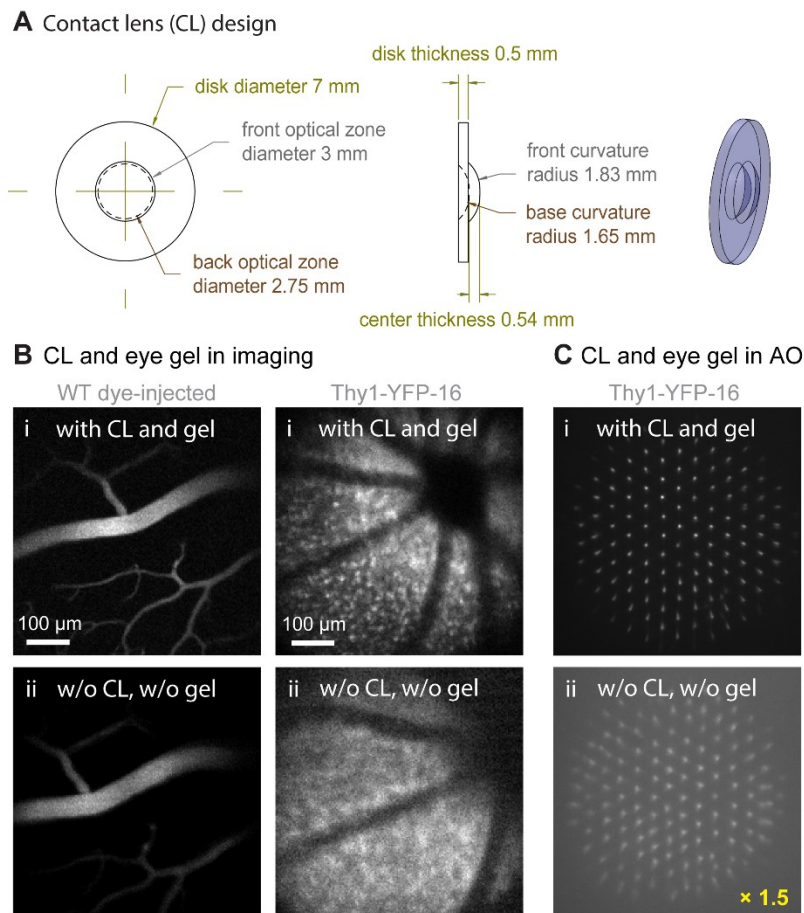 A Contact lens (CL) design
disk thickness 0.5 mm
disk diameter 7 mm
front optical zone
diameter 3 mm
front curvature
radius 1.83 mm
base curvature
radius 1.65 mm
back optical zone
diameter 2.75 mm
center thickness 0.54 mm
B CL and eye gel in imaging
C CL and eye gel in AO
WT dye-injected
Thy1-YFP-16
Thy1-YFP-16
i with CL and gel
i with CL and gel
i with CL and gel
100 µm
100 µm
ii w/o CL, w/o gel
ii w/o CL, w/o gel
ii w/o CL, w/o gel
× 1.5